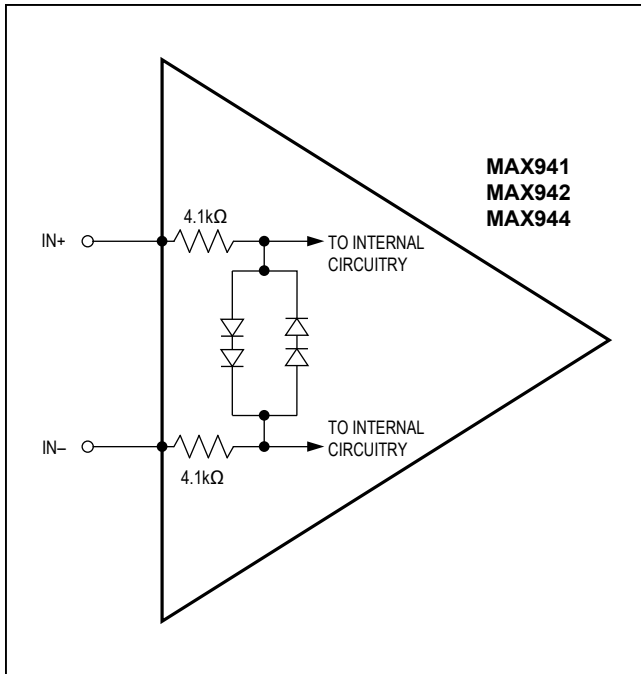 MAX941
MAX942
MAX944
4.1kΩ
IN+
TO INTERNAL
CIRCUITRY
TO INTERNAL
CIRCUITRY
IN–
4.1kΩ